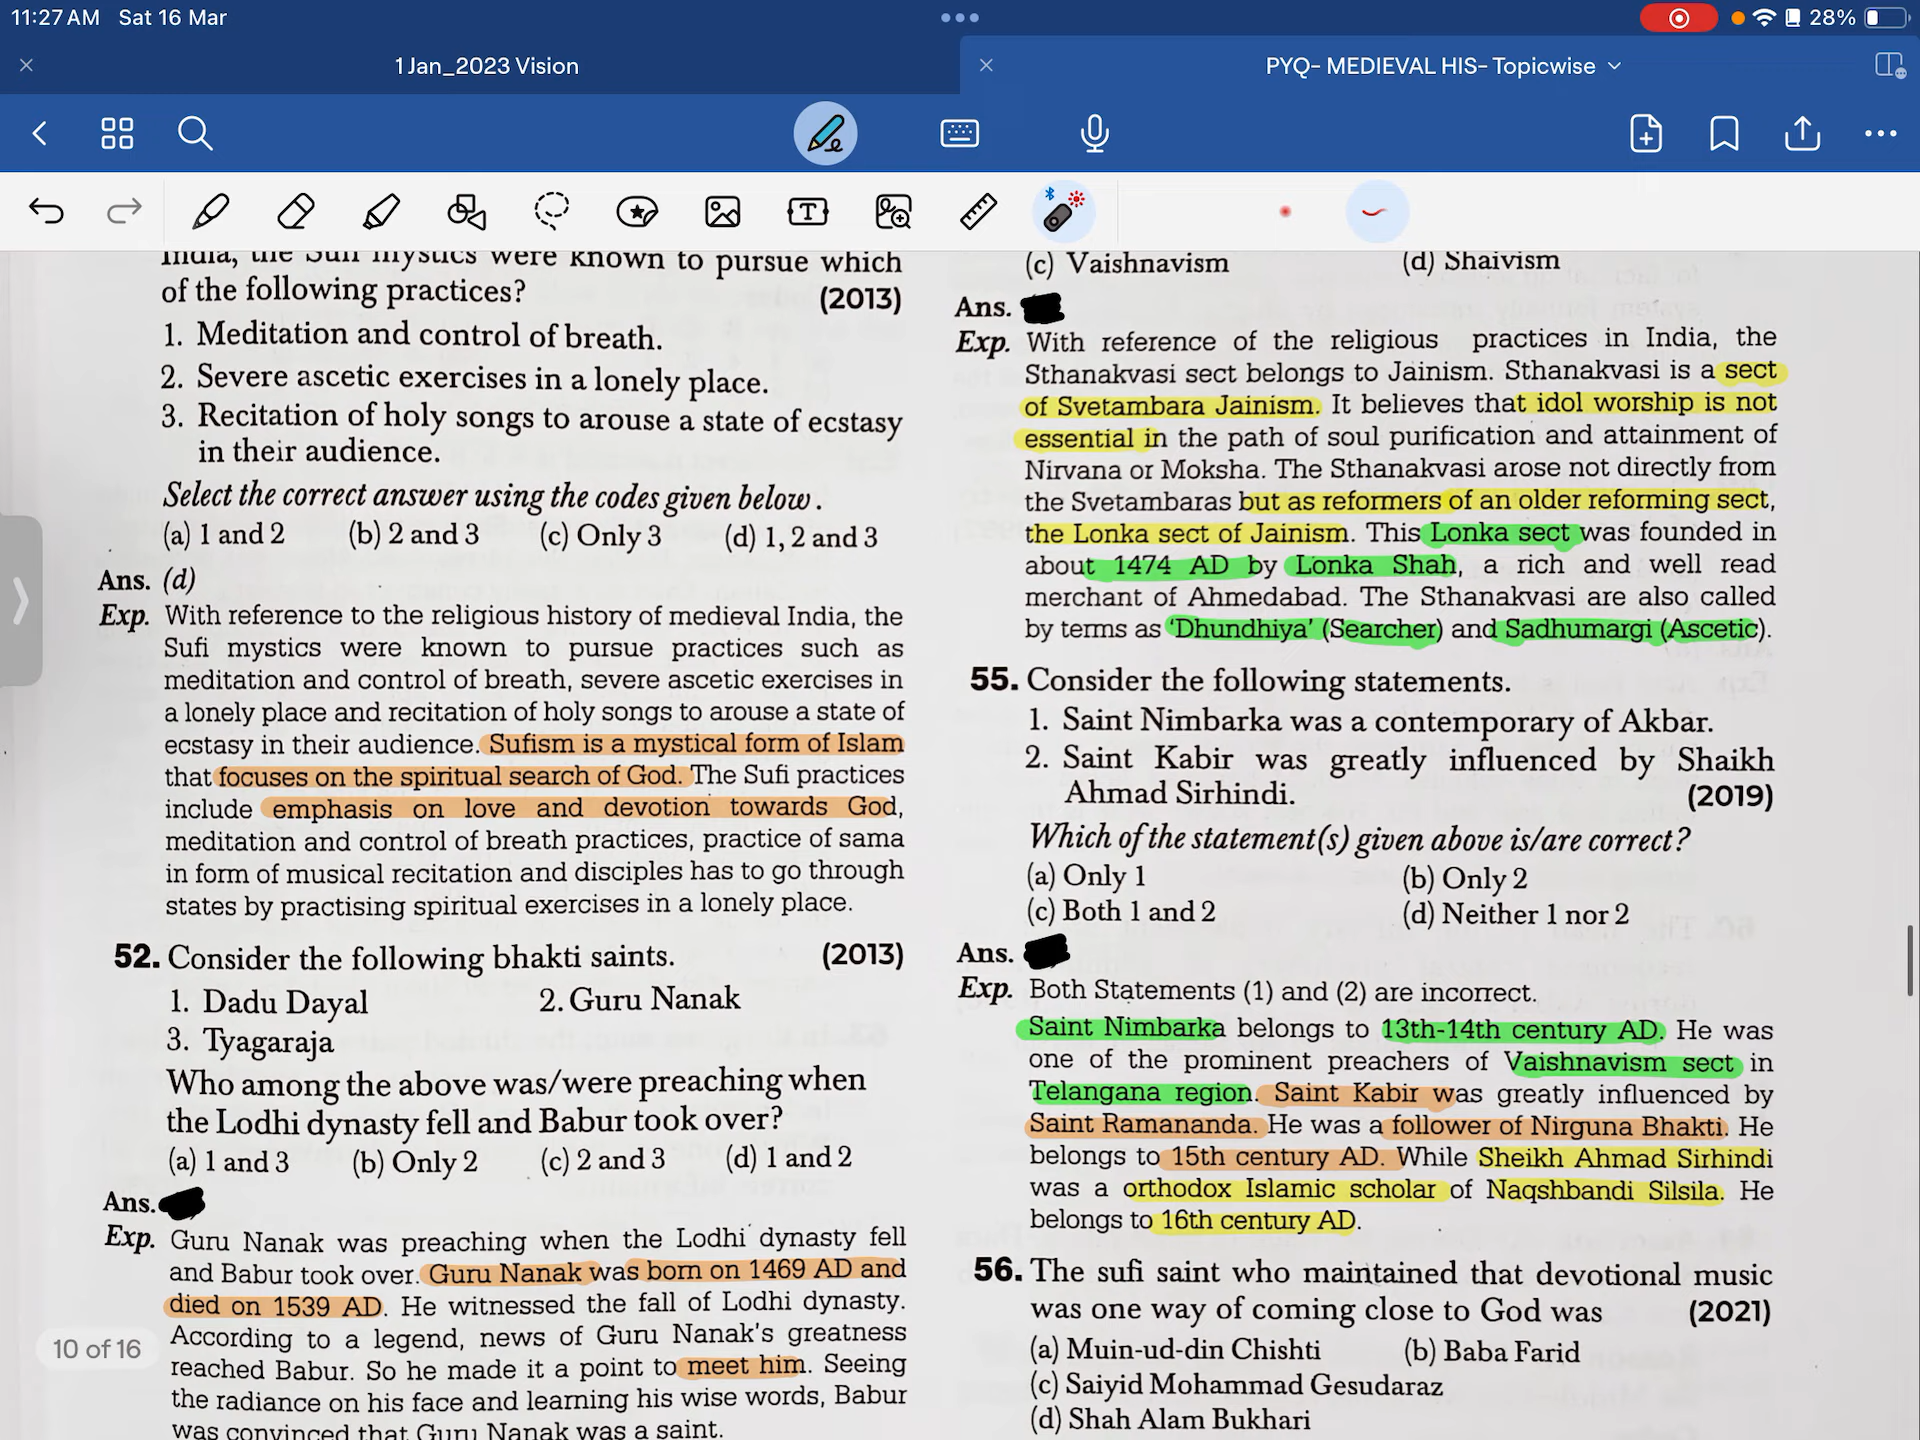 11:27 AM Sat 16 Mar
28%
1 Jan_2023 Vision
PYQ- MEDIEVAL HIS- Topicwise
India, the Sufi mystics were known to pursue which
of the following practices? (2013)
1. Meditation and control of breath.
2. Severe ascetic exercises in a lonely place.
3. Recitation of holy songs to arouse a state of ecstasy
in their audience.
Select the correct answer using the codes given below.
(a) 1 and 2 (b) 2 and 3 (c) Only 3 (d) 1, 2 and 3
Ans. (d)
Exp. With reference to the religious history of medieval India, the
Sufi mystics were known to pursue practices such as
meditation and control of breath, severe ascetic exercises in
a lonely place and recitation of holy songs to arouse a state of
ecstasy in their audience. Sufism is a mystical form of Islam
that focuses on the spiritual search of God. The Sufi practices
include emphasis on love and devotion towards God,
meditation and control of breath practices, practice of sama
in form of musical recitation and disciples has to go through
states by practising spiritual exercises in a lonely place.
52. Consider the following bhakti saints. (2013)
1. Dadu Dayal 2. Guru Nanak
3. Tyagaraja
Who among the above was/were preaching when
the Lodhi dynasty fell and Babur took over?
(a) 1 and 3 (b) Only 2 (c) 2 and 3 (d) 1 and 2
Ans.
Exp. Guru Nanak was preaching when the Lodhi dynasty fell
and Babur took over. Guru Nanak was born on 1469 AD and
died on 1539 AD. He witnessed the fall of Lodhi dynasty.
According to a legend, news of Guru Nanak's greatness
reached Babur. So he made it a point to meet him. Seeing
the radiance on his face and learning his wise words, Babur
was convinced that Guru Nanak was a saint.
10 of 16
(c) Vaishnavism (d) Shaivism
Ans.
Exp. With reference of the religious practices in India, the
Sthanakvasi sect belongs to Jainism. Sthanakvasi is a sect
of Svetambara Jainism. It believes that idol worship is not
essential in the path of soul purification and attainment of
Nirvana or Moksha. The Sthanakvasi arose not directly from
the Svetambaras but as reformers of an older reforming sect,
the Lonka sect of Jainism. This Lonka sect was founded in
about 1474 AD by Lonka Shah, a rich and well read
merchant of Ahmedabad. The Sthanakvasi are also called
by terms as 'Dhundhiya' (Searcher) and Sadhumargi (Ascetic).
55. Consider the following statements.
1. Saint Nimbarka was a contemporary of Akbar.
2. Saint Kabir was greatly influenced by Shaikh
Ahmad Sirhindi. (2019)
Which of the statement(s) given above is/are correct?
(a) Only 1 (b) Only 2
(c) Both 1 and 2 (d) Neither 1 nor 2
Ans.
Exp. Both Statements (1) and (2) are incorrect.
Saint Nimbarka belongs to 13th-14th century AD. He was
one of the prominent preachers of Vaishnavism sect in
Telangana region. Saint Kabir was greatly influenced by
Saint Ramananda. He was a follower of Nirguna Bhakti. He
belongs to 15th century AD. While Sheikh Ahmad Sirhindi
was a orthodox Islamic scholar of Naqshbandi Silsila. He
belongs to 16th century AD.
56. The sufi saint who maintained that devotional music
was one way of coming close to God was (2021)
(a) Muin-ud-din Chishti (b) Baba Farid
(c) Saiyid Mohammad Gesudaraz
(d) Shah Alam Bukhari